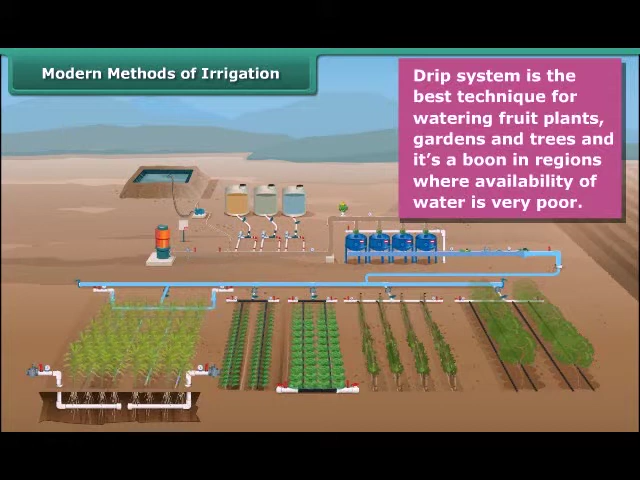 Modern Methods of Irrigation
Drip system is the
best technique for
watering fruit plants,
gardens and trees and
it's a boon in regions
where availability of
water is very poor.